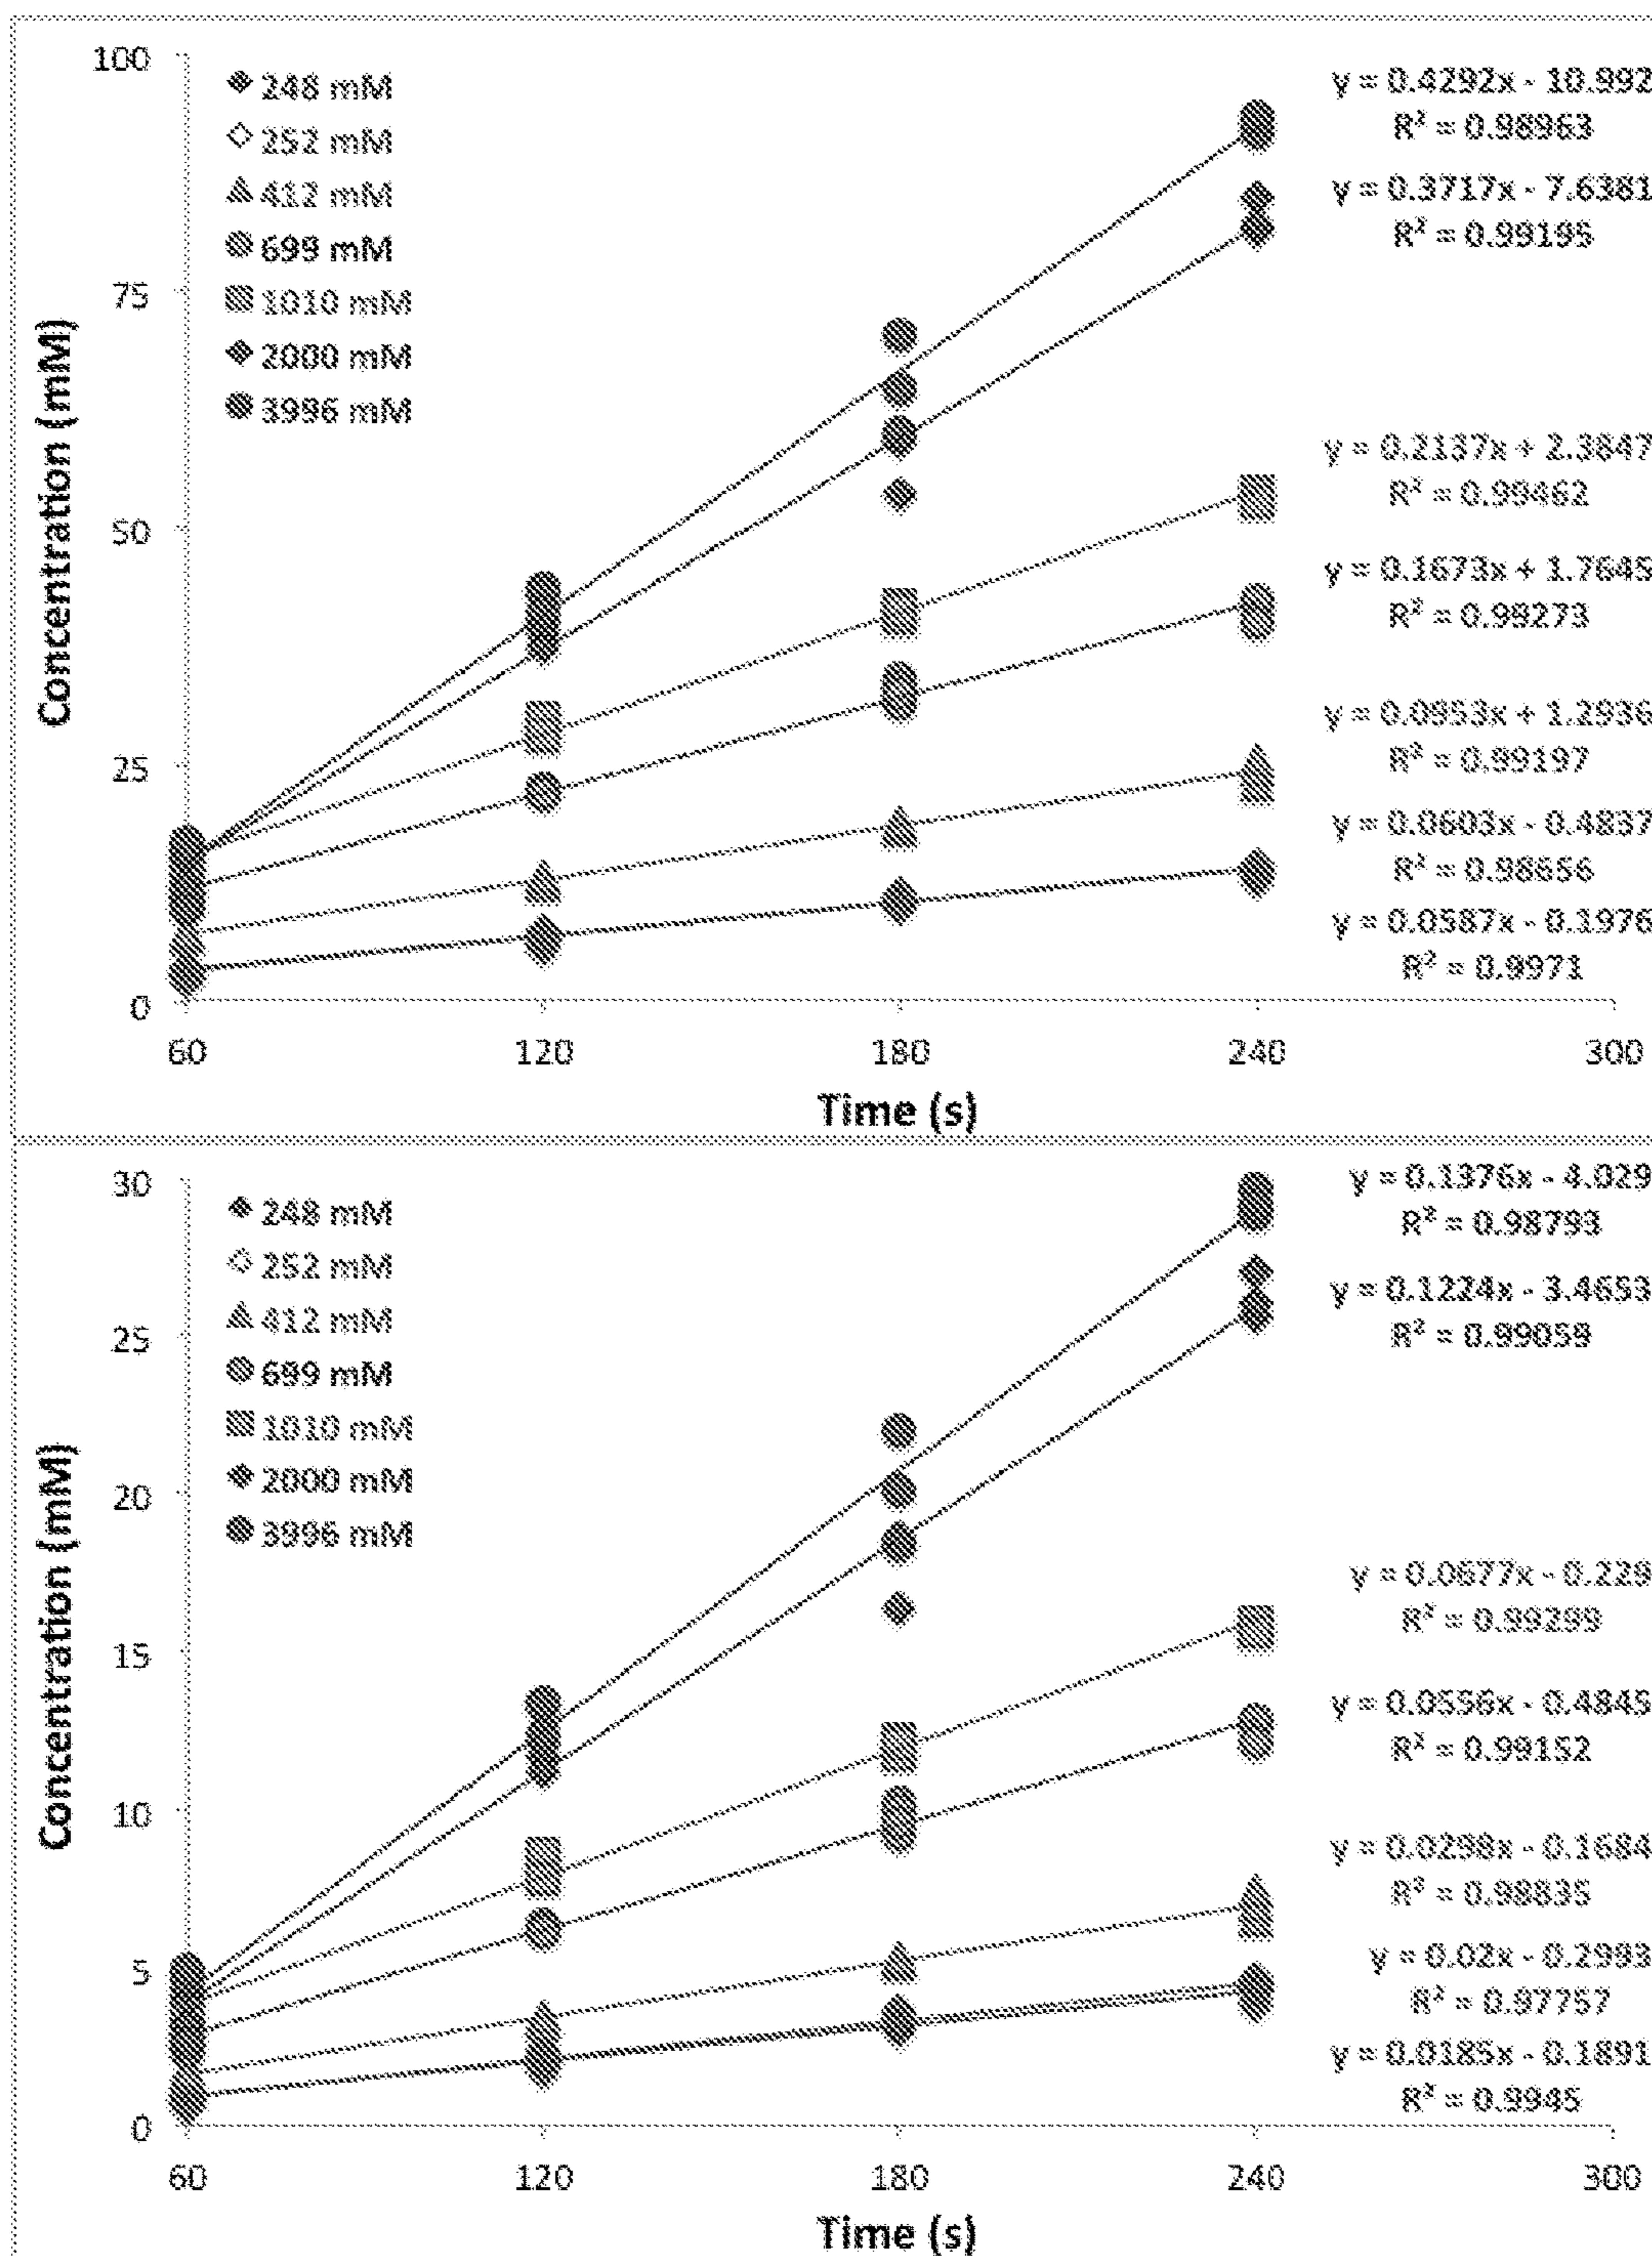 100
75
50
25
0
Concentration (mM)
248 mM
252 mM
412 mM
699 mM
1010 mM
2000 mM
3996 mM
y = 0.4292x - 10.992
R² = 0.98963
y = 0.3717x - 7.6381
R² = 0.99195
y = 0.2137x + 2.3847
R² = 0.99462
y = 0.1673x + 1.7645
R² = 0.99273
y = 0.0953x + 1.2936
R² = 0.99197
y = 0.0603x - 0.4837
R² = 0.98656
y = 0.0587x - 0.1976
R² = 0.9971
60 120 180 240 300
Time (s)
30
25
20
15
10
5
0
Concentration (mM)
248 mM
252 mM
412 mM
699 mM
1010 mM
2000 mM
3996 mM
y = 0.1376x - 4.029
R² = 0.98793
y = 0.1224x - 3.4653
R² = 0.99059
y = 0.0677x - 0.229
R² = 0.99299
y = 0.0556x - 0.4845
R² = 0.99152
y = 0.0298x - 0.1684
R² = 0.98835
y = 0.02x - 0.2993
R² = 0.97757
y = 0.0185x - 0.1891
R² = 0.9945
60 120 180 240 300
Time (s)